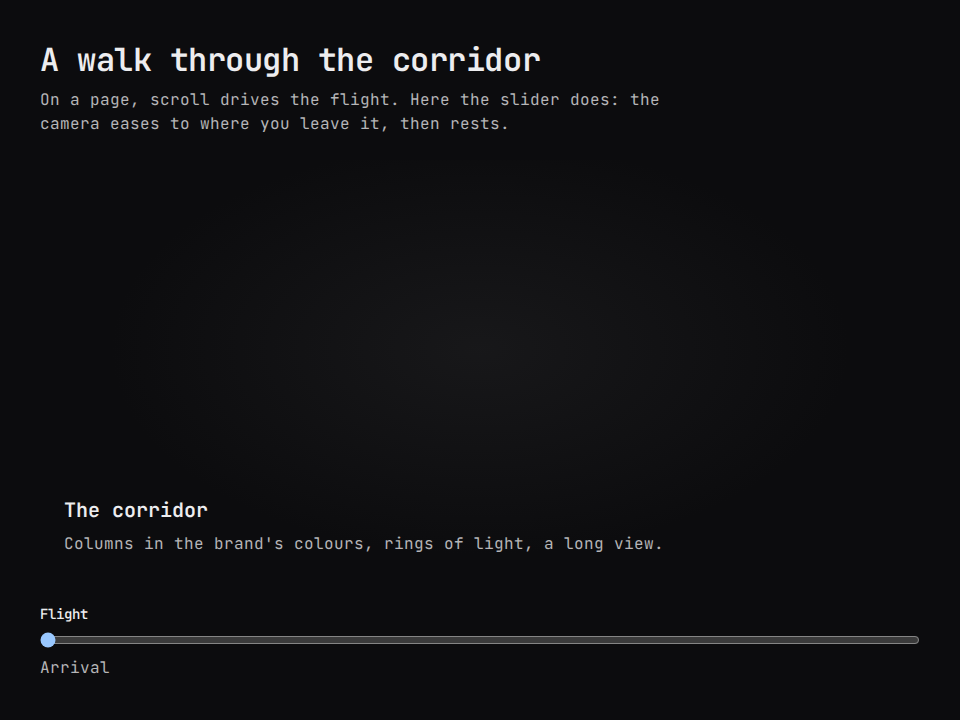 A walk through the corridor
On a page, scroll drives the flight. Here the slider does: the
camera eases to where you leave it, then rests.
The corridor
Columns in the brand's colours, rings of light, a long view.
Flight
Arrival